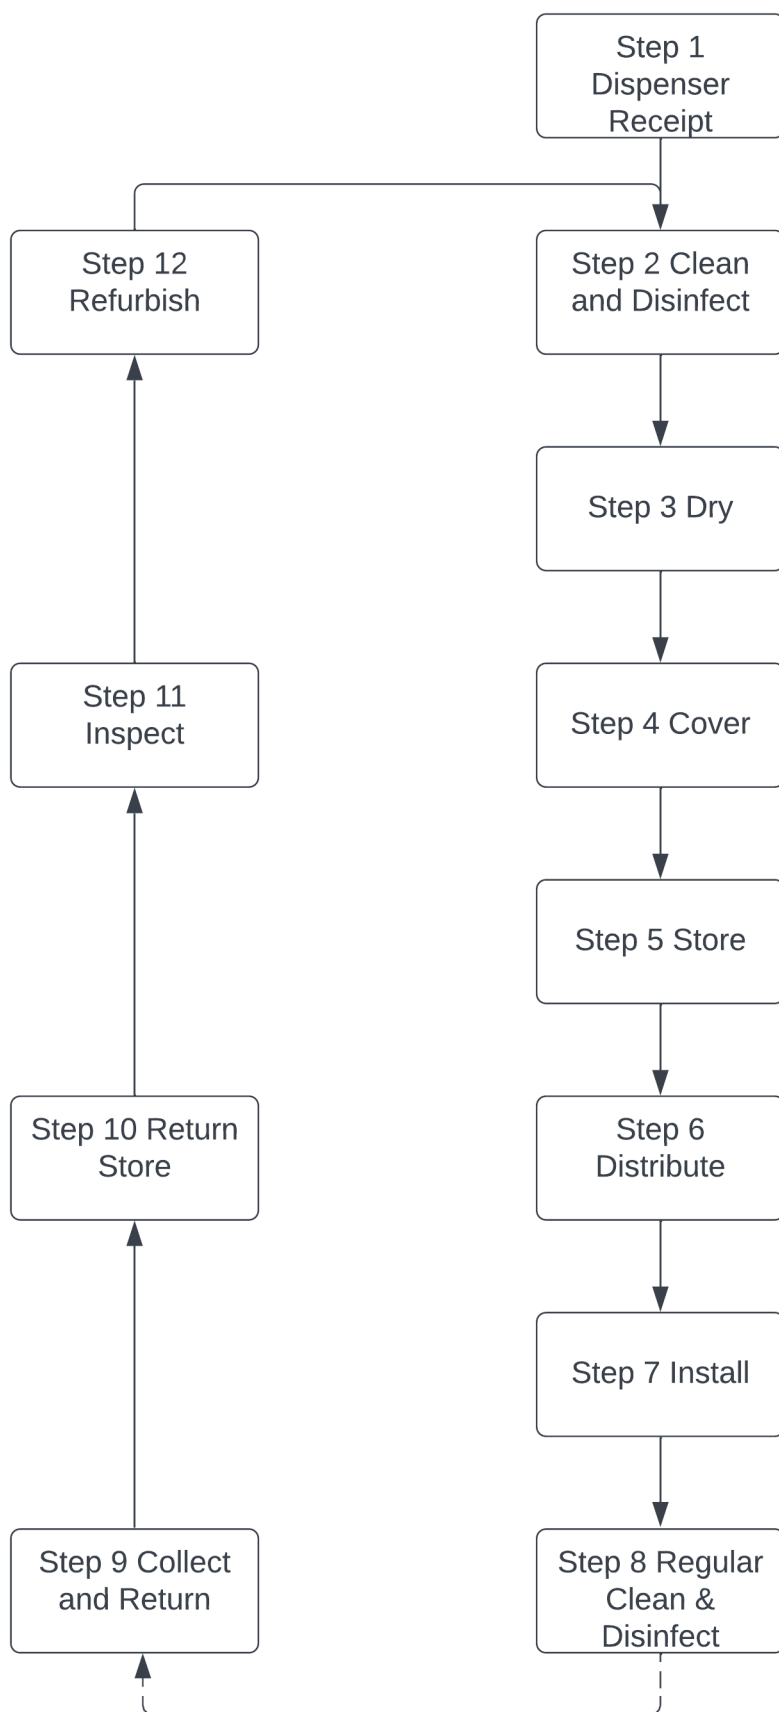 Step 1
Dispenser
Receipt
Step 12
Refurbish
Step 2 Clean
and Disinfect
Step 3 Dry
Step 11
Inspect
Step 4 Cover
Step 5 Store
Step 10 Return
Store
Step 6
Distribute
Step 7 Install
Step 9 Collect
and Return
Step 8 Regular
Clean &
Disinfect